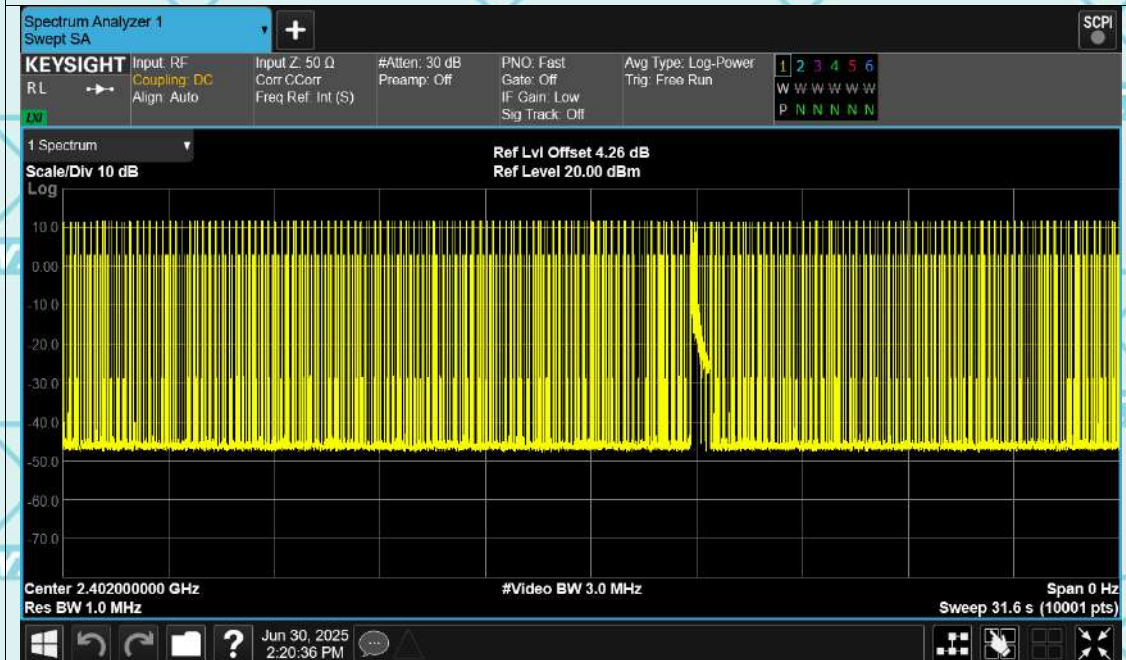 Spectrum Analyzer 1
Swept SA
+
SCPI
KEYSIGHT
RL
LXI
Input: RF
Coupling: DC
Align: Auto
Input Z: 50 Ω
Corr CCorr
Freq Ref: Int (S)
#Atten: 30 dB
Preamp: Off
PNO: Fast
Gate: Off
IF Gain: Low
Sig Track: Off
Avg Type: Log-Power
Trig: Free Run
1 2 3 4 5 6
W W W W W W
P N N N N N
1 Spectrum
Scale/Div 10 dB
Ref Lvl Offset 4.26 dB
Ref Level 20.00 dBm
Log
10.0
0.00
-10.0
-20.0
-30.0
-40.0
-50.0
-60.0
-70.0
Center 2.402000000 GHz
#Video BW 3.0 MHz
Span 0 Hz
Res BW 1.0 MHz
Sweep 31.6 s (10001 pts)
?
Jun 30, 2025
2:20:36 PM